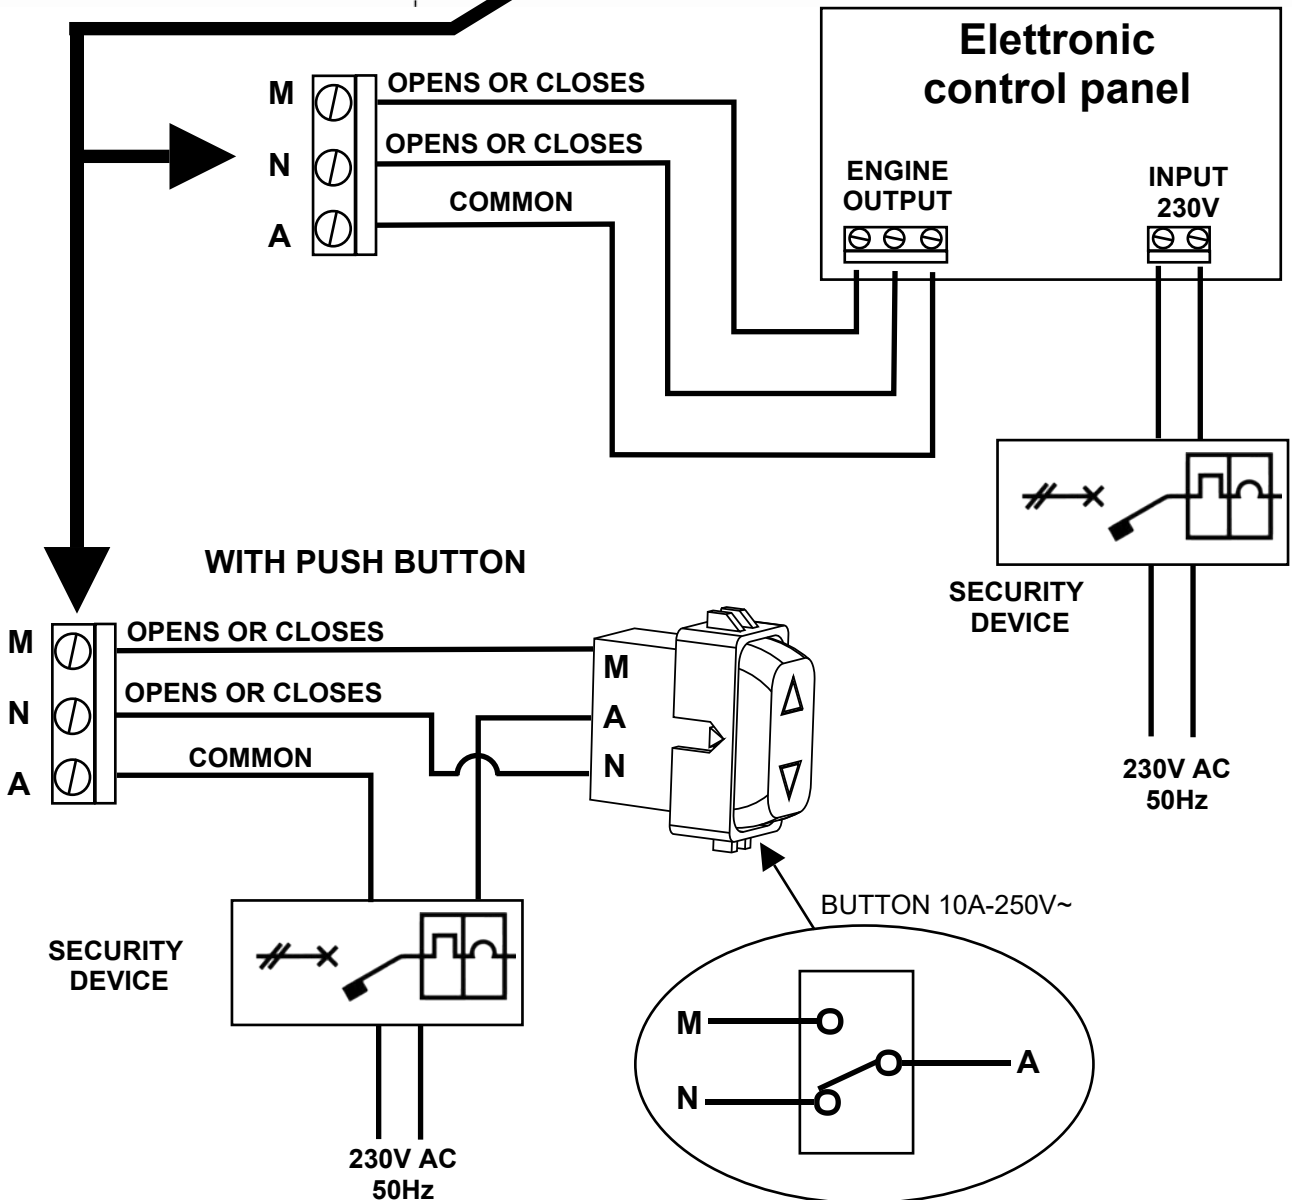 Elettronic
control panel
M
OPENS OR CLOSES
N
OPENS OR CLOSES
A
COMMON
ENGINE
OUTPUT
INPUT
230V
SECURITY
DEVICE
230V AC
50Hz
WITH PUSH BUTTON
M
OPENS OR CLOSES
N
OPENS OR CLOSES
A
COMMON
M
A
N
SECURITY
DEVICE
230V AC
50Hz
BUTTON 10A-250V~
M
N
A